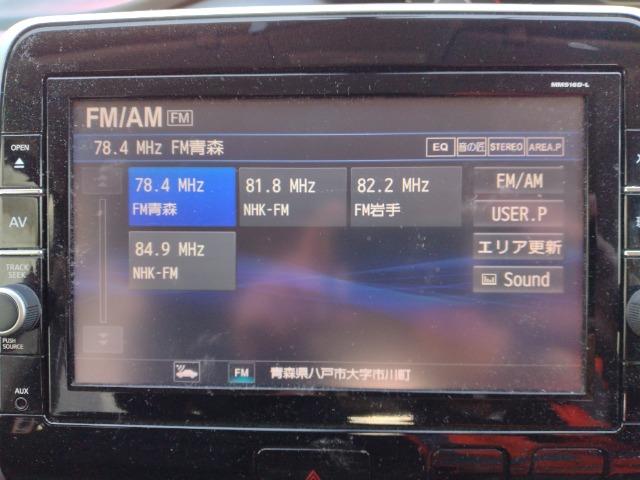 MM516D-L
FM/AM FM
78.4 MHz FM青森 EQ 音の匠 STEREO AREA.P
78.4 MHz 81.8 MHz 82.2 MHz FM/AM
FM青森 NHK-FM FM岩手 USER.P
84.9 MHz エリア更新
NHK-FM Sound
FM 青森県八戸市大字市川町
OPEN
AV
TRACK
SEEK
PUSH
SOURCE
AUX